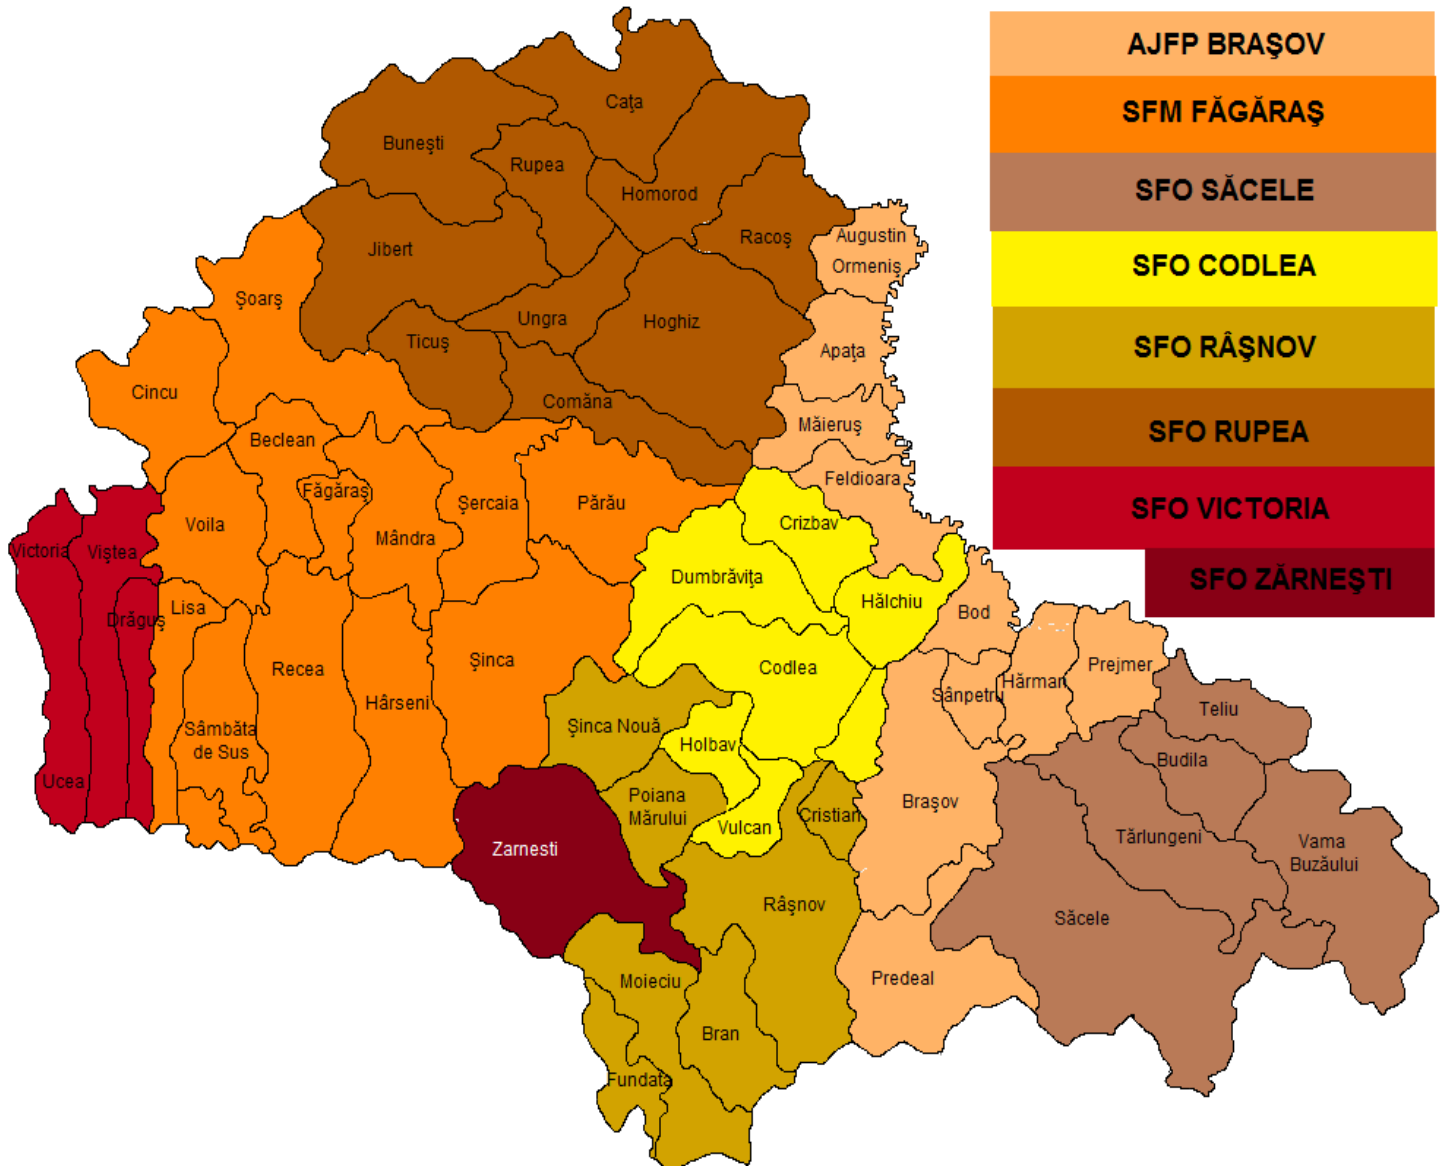 AJFP BRAŞOV
SFM FĂGĂRAŞ
SFO SĂCELE
SFO CODLEA
SFO RÂŞNOV
SFO RUPEA
SFO VICTORIA
SFO ZĂRNEŞTI
Caţa
Buneşti
Rupea
Homorod
Racoş
Augustin
Ormeniş
Jibert
Şoarş
Ungra
Hoghiz
Ticuş
Apaţa
Cincu
Comăna
Măieruş
Beclean
Feldioara
Făgăraş
Şercaia
Părău
Voila
Mândra
Crizbav
Victoria
Viştea
Dumbrăviţa
Hălchiu
Lisa
Drăguş
Bod
Recea
Şinca
Codlea
Prejmer
Hărman
Sânpetru
Hârseni
Teliu
Sâmbăta
de Sus
Şinca Nouă
Holbav
Budila
Ucea
Poiana
Mărului
Braşov
Cristian
Vulcan
Tărlungeni
Vama
Buzăului
Zarnesti
Râşnov
Săcele
Moieciu
Predeal
Bran
Fundata